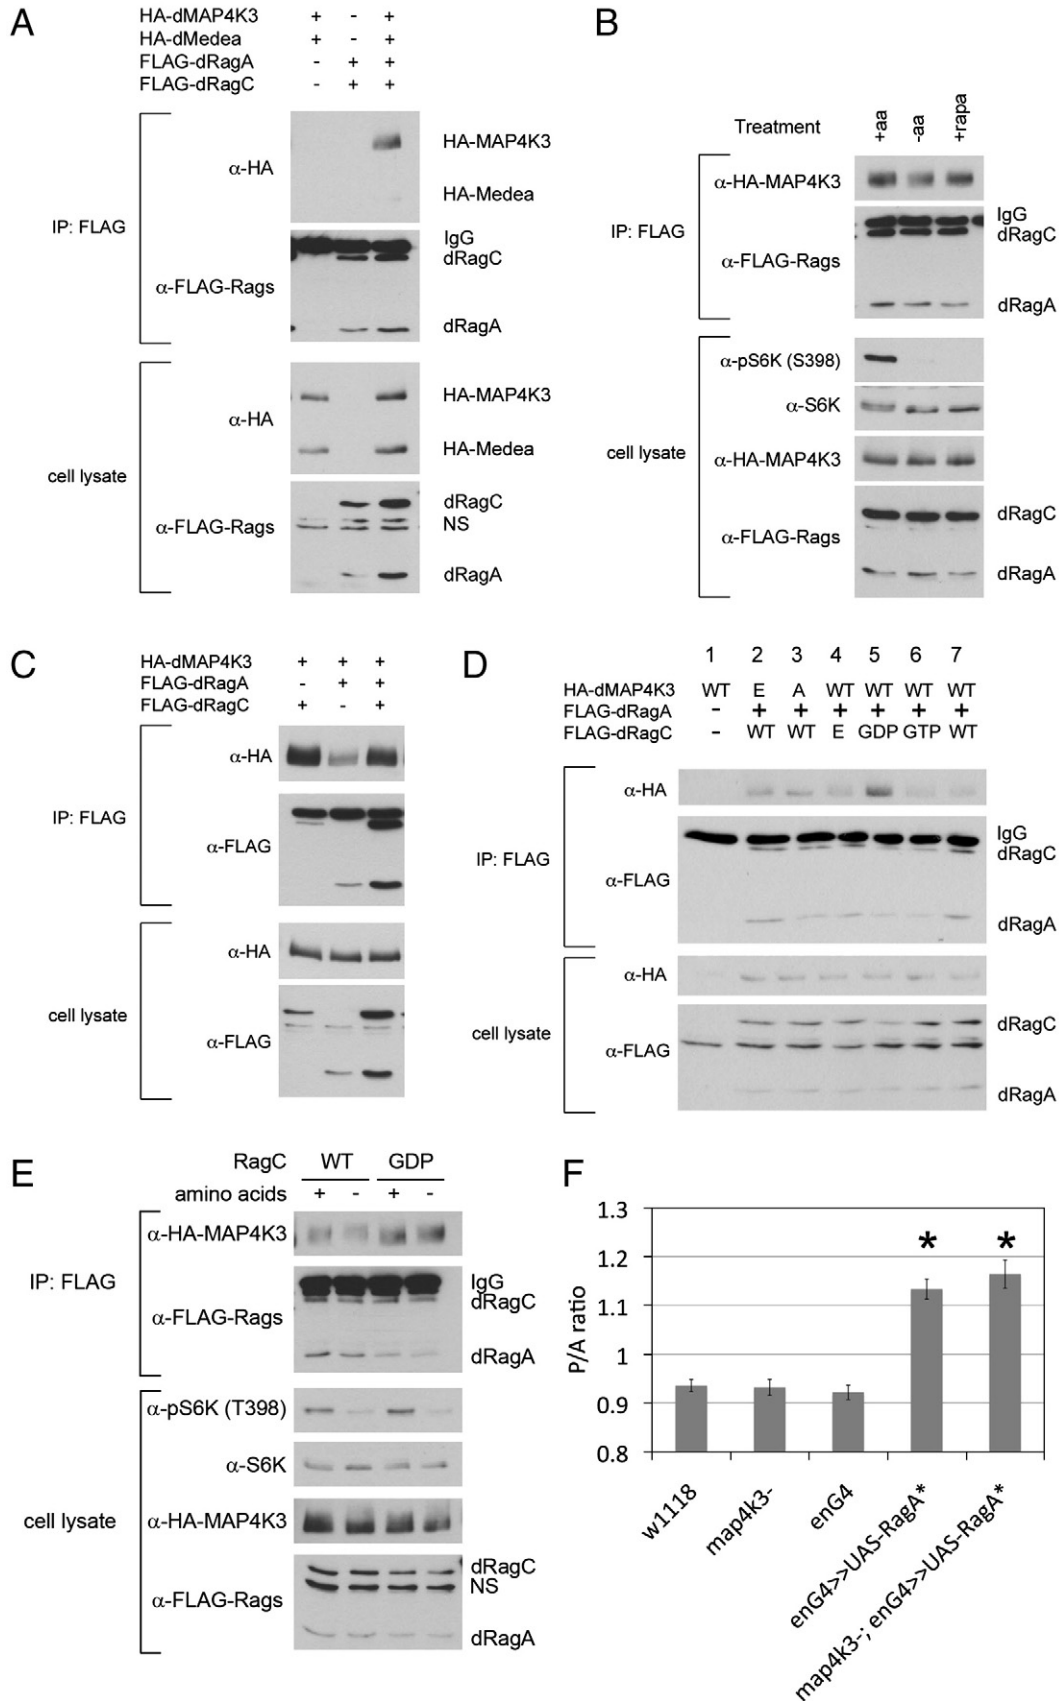 A
HA-dMAP4K3 + - +
HA-dMedea + - +
FLAG-dRagA - + +
FLAG-dRagC - + +
IP: FLAG
α-HA
HA-MAP4K3
HA-Medea
α-FLAG-Rags
IgG
dRagC
dRagA
cell lysate
α-HA
HA-MAP4K3
HA-Medea
α-FLAG-Rags
dRagC
NS
dRagA
B
Treatment +aa -aa +rapa
IP: FLAG
α-HA-MAP4K3
α-FLAG-Rags
IgG
dRagC
dRagA
cell lysate
α-pS6K (S398)
α-S6K
α-HA-MAP4K3
α-FLAG-Rags
dRagC
dRagA
C
HA-dMAP4K3 + + +
FLAG-dRagA - + +
FLAG-dRagC + - +
IP: FLAG
α-HA
α-FLAG
cell lysate
α-HA
α-FLAG
D
1 2 3 4 5 6 7
HA-dMAP4K3 WT E A WT WT WT WT
FLAG-dRagA - + + + + + +
FLAG-dRagC - WT WT E GDP GTP WT
IP: FLAG
α-HA
α-FLAG
IgG
dRagC
dRagA
cell lysate
α-HA
α-FLAG
dRagC
dRagA
E
RagC WT GDP
amino acids + - + -
IP: FLAG
α-HA-MAP4K3
α-FLAG-Rags
IgG
dRagC
dRagA
cell lysate
α-pS6K (T398)
α-S6K
α-HA-MAP4K3
α-FLAG-Rags
dRagC
NS
dRagA
F
P/A ratio
1.3
1.2
1.1
1
0.9
0.8
* *
w1118
map4k3-
enG4
enG4>>UAS-RagA*
map4k3-; enG4>>UAS-RagA*